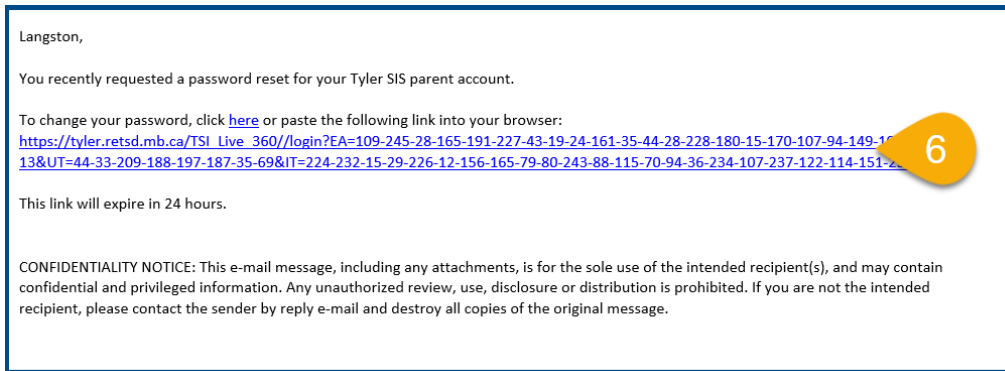 Langston,
You recently requested a password reset for your Tyler SIS parent account.
To change your password, click here or paste the following link into your browser:
https://tyler.retsd.mb.ca/TSI_Live_360//login?EA=109-245-28-165-191-227-43-19-24-161-35-44-28-228-180-15-170-107-94-149-
13&UT=44-33-209-188-197-187-35-69&IT=224-232-15-29-226-12-156-165-79-80-243-88-115-70-94-36-234-107-237-122-114-151-
6
This link will expire in 24 hours.
CONFIDENTIALITY NOTICE: This e-mail message, including any attachments, is for the sole use of the intended recipient(s), and may contain
confidential and privileged information. Any unauthorized review, use, disclosure or distribution is prohibited. If you are not the intended
recipient, please contact the sender by reply e-mail and destroy all copies of the original message.